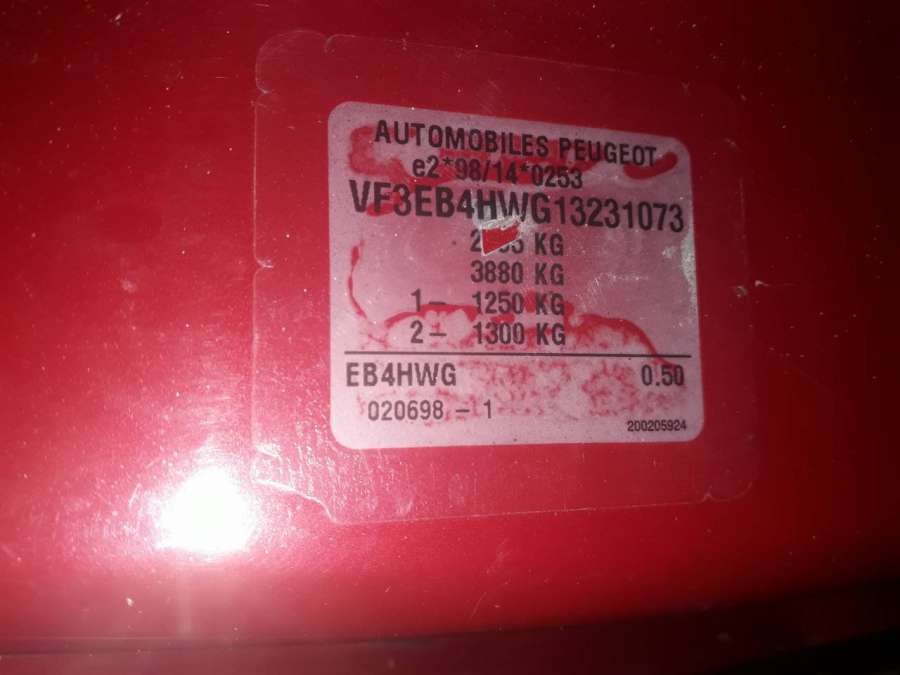 AUTOMOBILES PEUGEOT
e2*98/14*0253
VF3EB4HWG13231073
KG
3880 KG
1- 1250 KG
2- 1300 KG
EB4HWG 0.50
020698 - 1
200205924